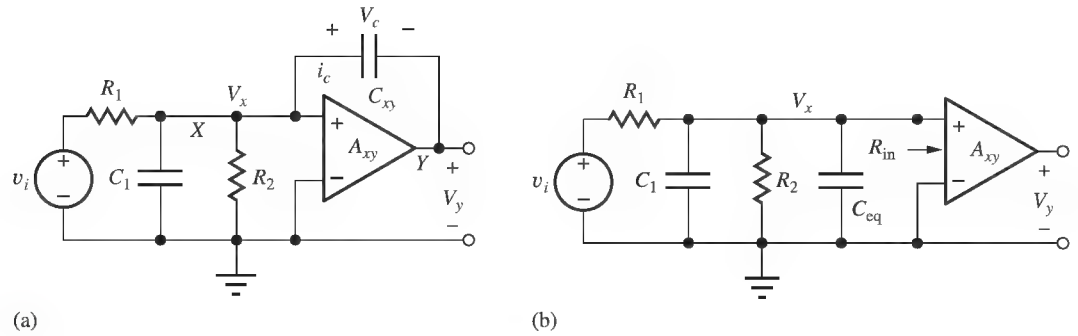 + V_c −
i_c
C_xy
R_1
V_x
X
+
A_xy
−
Y
+
−
v_i
C_1
R_2
+
V_y
−
(a)
R_1
V_x
+
R_in
A_xy
−
+
−
v_i
C_1
R_2
C_eq
+
V_y
−
(b)